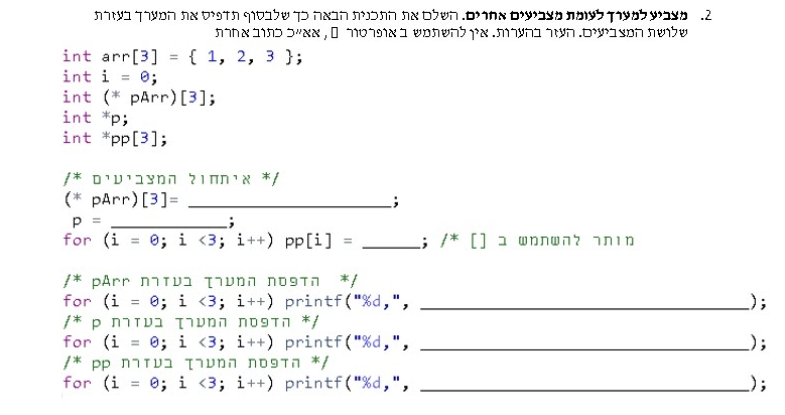 2. מצביע למערך לעומת מצביעים אחרים. השלם את התכנית הבאה כך שלבסוף תדפיס את המערך בעזרת
שלושת המצביעים. העזר בהערות. אין להשתמש ב אופרטור [], אא״כ כתוב אחרת
int arr[3] = { 1, 2, 3 };
int i = 0;
int (* pArr)[3];
int *p;
int *pp[3];
/* איתחול המצביעים */
(* pArr)[3]= ____________________;
p = ____________;
for (i = 0; i <3; i++) pp[i] = ______; /* מותר להשתמש ב []
/* הדפסת המערך בעזרת pArr */
for (i = 0; i <3; i++) printf("%d,", ________________________________);
/* הדפסת המערך בעזרת p */
for (i = 0; i <3; i++) printf("%d,", ________________________________);
/* הדפסת המערך בעזרת pp */
for (i = 0; i <3; i++) printf("%d,", ________________________________);